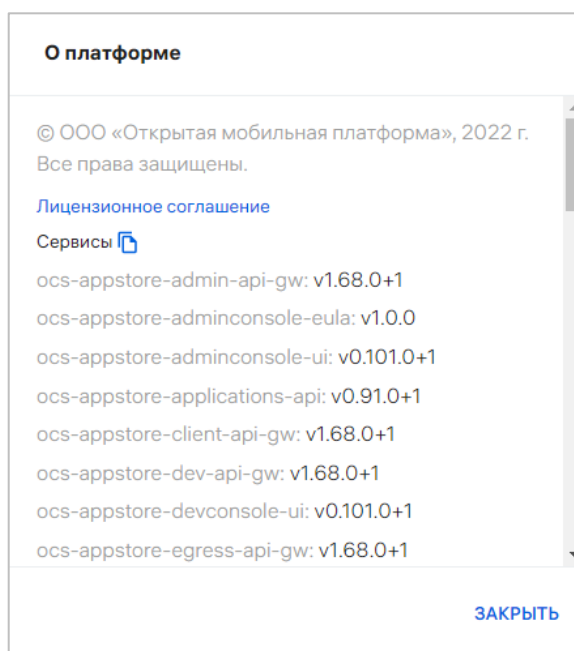 О платформе
© ООО «Открытая мобильная платформа», 2022 г.
Все права защищены.
Лицензионное соглашение
Сервисы
ocs-appstore-admin-api-gw: v1.68.0+1
ocs-appstore-adminconsole-eula: v1.0.0
ocs-appstore-adminconsole-ui: v0.101.0+1
ocs-appstore-applications-api: v0.91.0+1
ocs-appstore-client-api-gw: v1.68.0+1
ocs-appstore-dev-api-gw: v1.68.0+1
ocs-appstore-devconsole-ui: v0.101.0+1
ocs-appstore-egress-api-gw: v1.68.0+1
ЗАКРЫТЬ